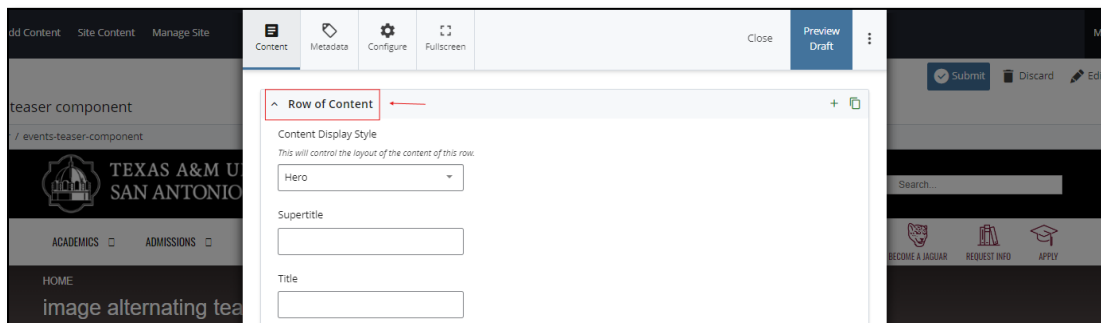 dd Content Site Content Manage Site
Content Metadata Configure Fullscreen Close Preview Draft
M
Submit Discard Edi
teaser component
/ events-teaser-component
Row of Content
Content Display Style
This will control the layout of the content of this row.
Hero
TEXAS A&M U
SAN ANTONIO
Search...
Supertitle
ACADEMICS ADMISSIONS
BECOME A JAGUAR REQUEST INFO APPLY
HOME
Title
image alternating tea